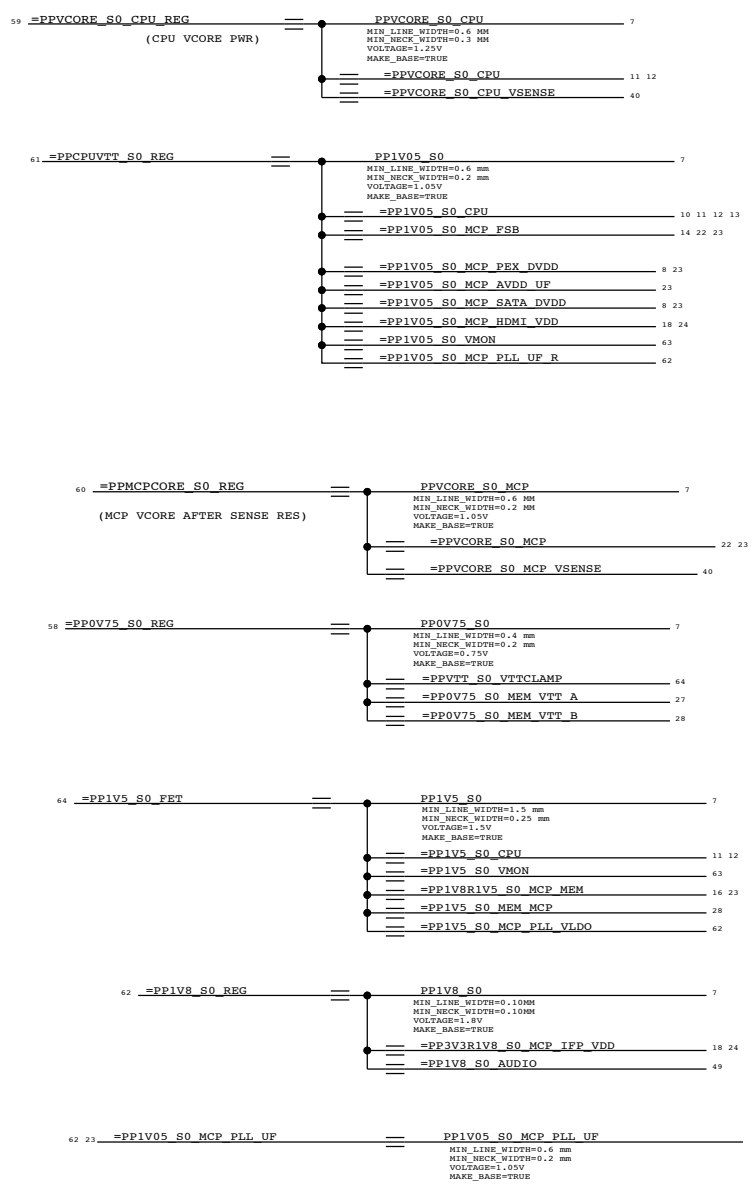 59 =PPVCORE_S0_CPU_REG PPVCORE_S0_CPU 7
(CPU VCORE PWR) MIN_LINE_WIDTH=0.6 MM
MIN_NECK_WIDTH=0.3 MM
VOLTAGE=1.25V
MAKE_BASE=TRUE
=PPVCORE_S0_CPU 11 12
=PPVCORE_S0_CPU_VSENSE 40
61 =PPCPUVTT_S0_REG PP1V05_S0 7
MIN_LINE_WIDTH=0.6 mm
MIN_NECK_WIDTH=0.2 mm
VOLTAGE=1.05V
MAKE_BASE=TRUE
=PP1V05_S0_CPU 10 11 12 13
=PP1V05_S0_MCP_FSB 14 22 23
=PP1V05_S0_MCP_PEX_DVDD 8 23
=PP1V05_S0_MCP_AVDD_UF 23
=PP1V05_S0_MCP_SATA_DVDD 8 23
=PP1V05_S0_MCP_HDMI_VDD 18 24
=PP1V05_S0_VMON 63
=PP1V05_S0_MCP_PLL_UF_R 62
60 =PPMCPCORE_S0_REG PPVCORE_S0_MCP 7
(MCP VCORE AFTER SENSE RES) MIN_LINE_WIDTH=0.6 MM
MIN_NECK_WIDTH=0.2 MM
VOLTAGE=1.05V
MAKE_BASE=TRUE
=PPVCORE_S0_MCP 22 23
=PPVCORE_S0_MCP_VSENSE 40
58 =PP0V75_S0_REG PP0V75_S0 7
MIN_LINE_WIDTH=0.4 mm
MIN_NECK_WIDTH=0.2 mm
VOLTAGE=0.75V
MAKE_BASE=TRUE
=PPVTT_S0_VTTCLAMP 64
=PP0V75_S0_MEM_VTT_A 27
=PP0V75_S0_MEM_VTT_B 28
64 =PP1V5_S0_FET PP1V5_S0 7
MIN_LINE_WIDTH=1.5 mm
MIN_NECK_WIDTH=0.25 mm
VOLTAGE=1.5V
MAKE_BASE=TRUE
=PP1V5_S0_CPU 11 12
=PP1V5_S0_VMON 63
=PP1V8R1V5_S0_MCP_MEM 16 23
=PP1V5_S0_MEM_MCP 28
=PP1V5_S0_MCP_PLL_VLDO 62
62 =PP1V8_S0_REG PP1V8_S0 7
MIN_LINE_WIDTH=0.10MM
MIN_NECK_WIDTH=0.10MM
VOLTAGE=1.8V
MAKE_BASE=TRUE
=PP3V3R1V8_S0_MCP_IFP_VDD 18 24
=PP1V8_S0_AUDIO 49
62 23 =PP1V05_S0_MCP_PLL_UF PP1V05_S0_MCP_PLL_UF
MIN_LINE_WIDTH=0.6 mm
MIN_NECK_WIDTH=0.2 mm
VOLTAGE=1.05V
MAKE_BASE=TRUE